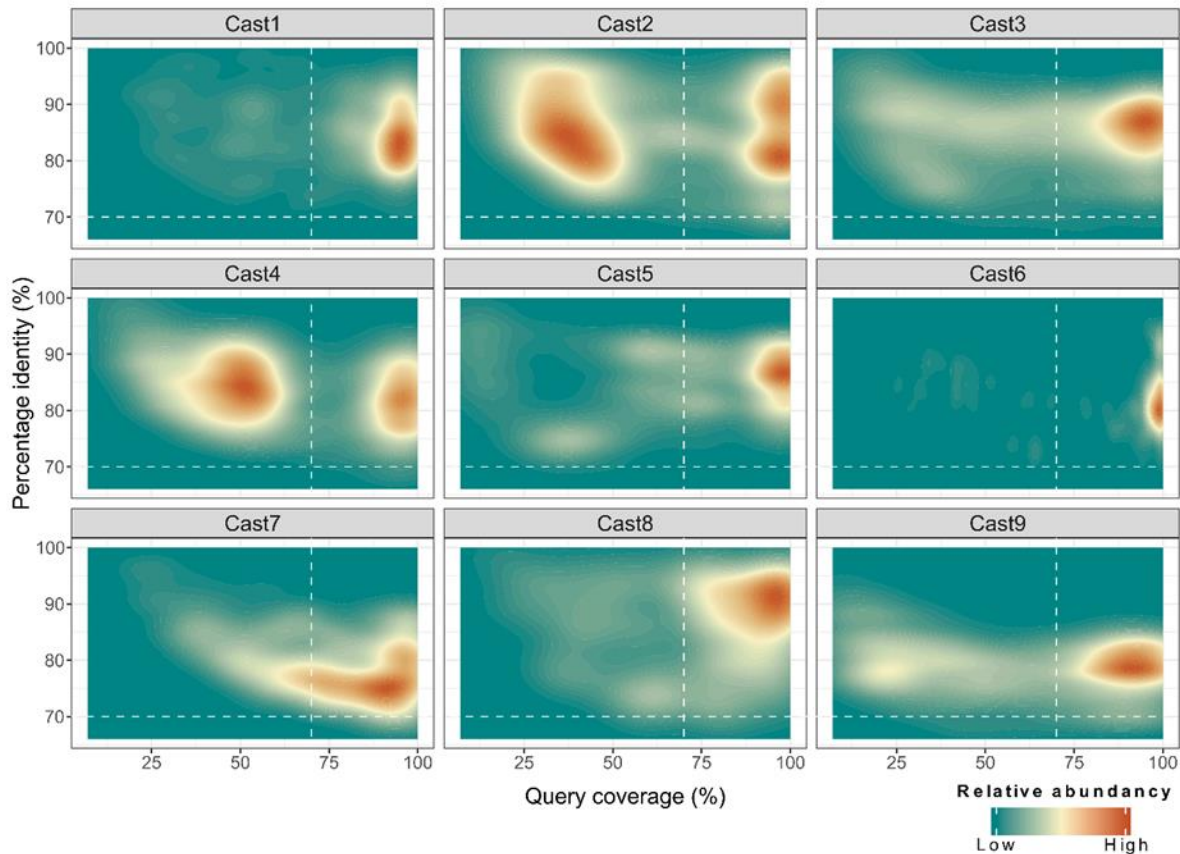 Cast1 Cast2 Cast3
100
90
80
70
Cast4 Cast5 Cast6
100
90
80
70
Percentage identity (%)
Cast7 Cast8 Cast9
100
90
80
70
25 50 75 100 25 50 75 100 25 50 75 100
Query coverage (%)
Relative abundancy
Low High